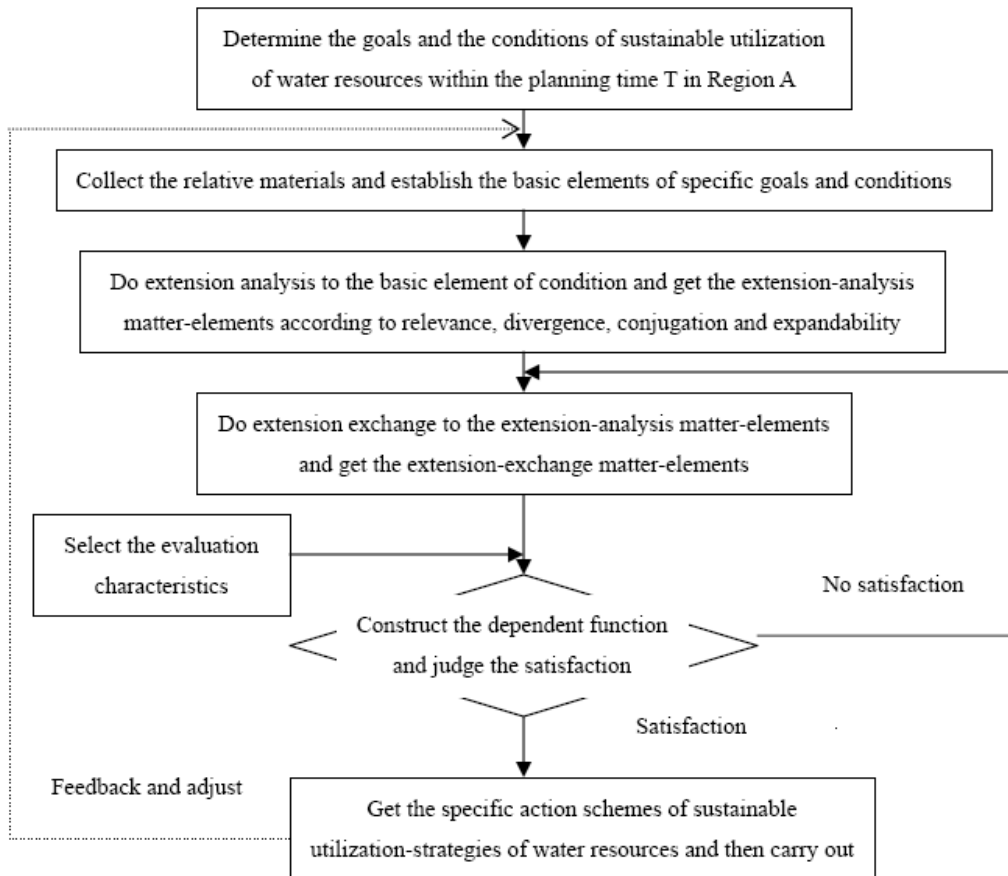 Determine the goals and the conditions of sustainable utilization
of water resources within the planning time T in Region A
Collect the relative materials and establish the basic elements of specific goals and conditions
Do extension analysis to the basic element of condition and get the extension-analysis
matter-elements according to relevance, divergence, conjugation and expandability
Do extension exchange to the extension-analysis matter-elements
and get the extension-exchange matter-elements
Select the evaluation
characteristics
No satisfaction
Construct the dependent function
and judge the satisfaction
Satisfaction
Feedback and adjust
Get the specific action schemes of sustainable
utilization-strategies of water resources and then carry out